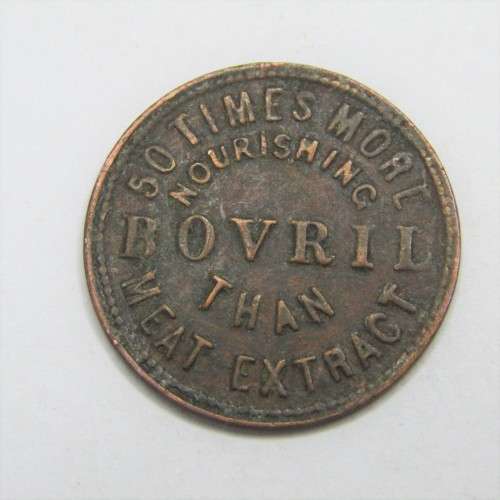 50 TIMES MORE
NOURISHING
BOVRIL
THAN
MEAT EXTRACT